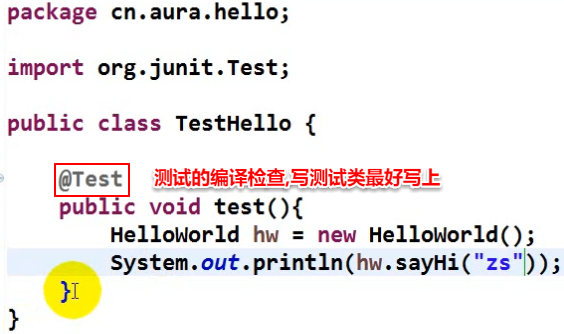 package cn.aura.hello;
import org.junit.Test;
public class TestHello {
@Test 测试的编译检查,写测试类最好写上
public void test(){
HelloWorld hw = new HelloWorld();
System.out.println(hw.sayHi("zs"));
}
}